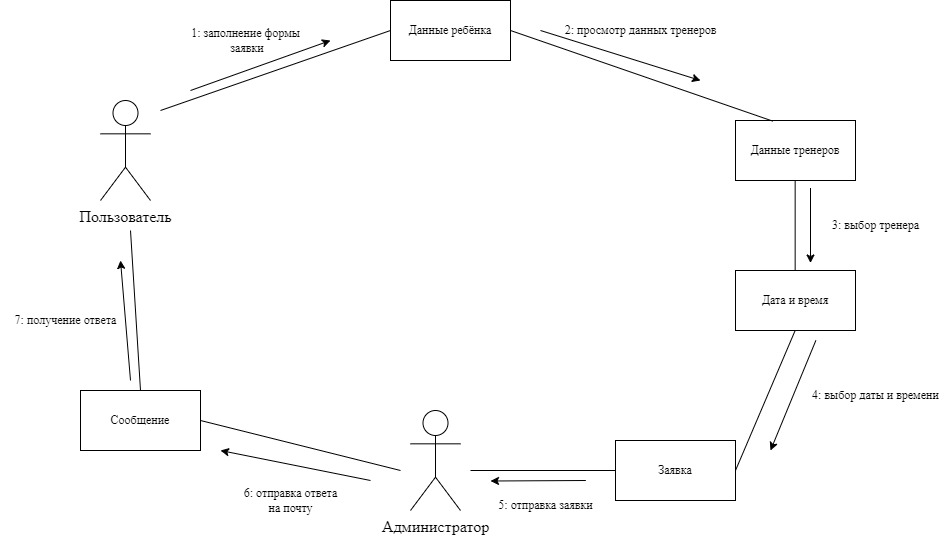 1: заполнение формы
заявки
Данные ребёнка
2: просмотр данных тренеров
Данные тренеров
Пользователь
3: выбор тренера
Дата и время
7: получение ответа
4: выбор даты и времени
Сообщение
Заявка
6: отправка ответа
на почту
5: отправка заявки
Администратор